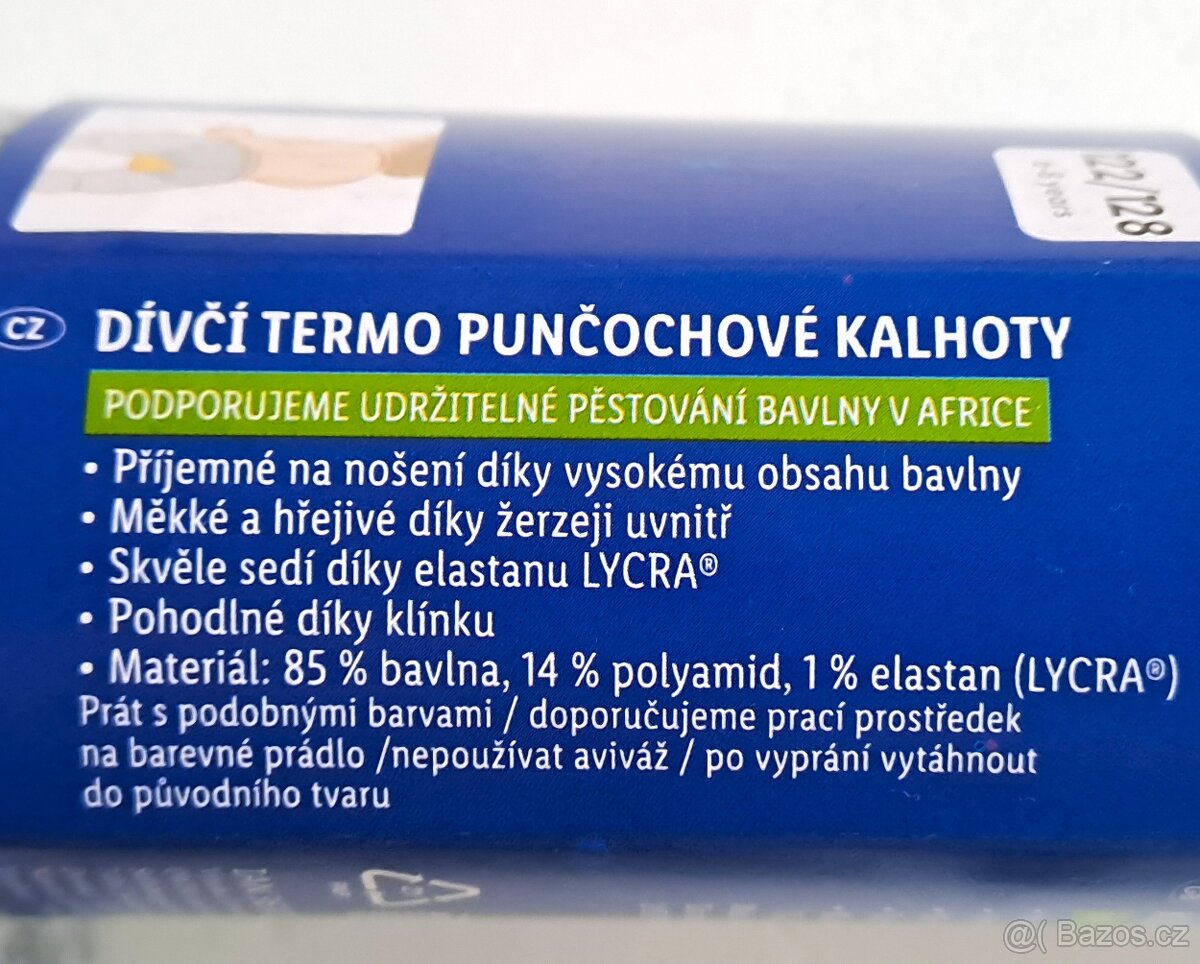 122/128
6-8 years
CZ
DÍVČÍ TERMO PUNČOCHOVÉ KALHOTY
PODPORUJEME UDRŽITELNÉ PĚSTOVÁNÍ BAVLNY V AFRICE
• Příjemné na nošení díky vysokému obsahu bavlny
• Měkké a hřejivé díky žerzeji uvnitř
• Skvěle sedí díky elastanu LYCRA®
• Pohodlné díky klínku
• Materiál: 85 % bavlna, 14 % polyamid, 1 % elastan (LYCRA®)
Prát s podobnými barvami / doporučujeme prací prostředek
na barevné prádlo /nepoužívat aviváž / po vyprání vytáhnout
do původního tvaru
@( Bazos.cz